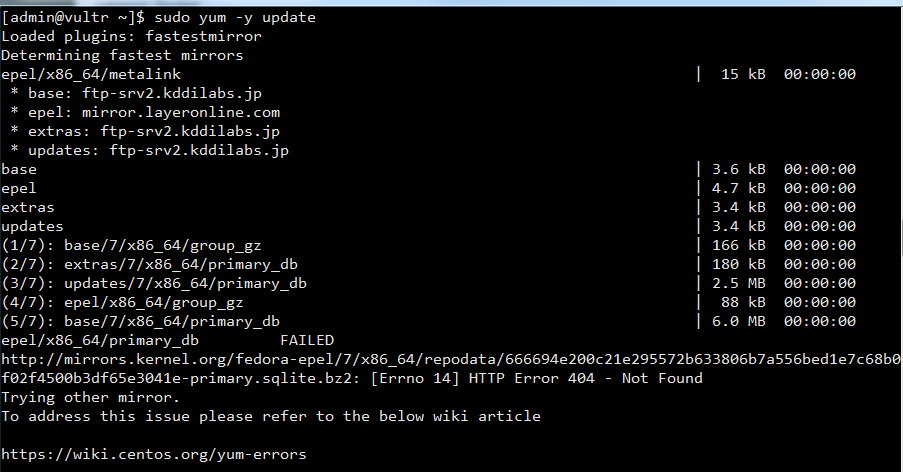 [admin@vultr ~]$ sudo yum -y update
Loaded plugins: fastestmirror
Determining fastest mirrors
epel/x86_64/metalink | 15 kB 00:00:00
* base: ftp-srv2.kddilabs.jp
* epel: mirror.layeronline.com
* extras: ftp-srv2.kddilabs.jp
* updates: ftp-srv2.kddilabs.jp
base | 3.6 kB 00:00:00
epel | 4.7 kB 00:00:00
extras | 3.4 kB 00:00:00
updates | 3.4 kB 00:00:00
(1/7): base/7/x86_64/group_gz | 166 kB 00:00:00
(2/7): extras/7/x86_64/primary_db | 180 kB 00:00:00
(3/7): updates/7/x86_64/primary_db | 2.5 MB 00:00:00
(4/7): epel/x86_64/group_gz | 88 kB 00:00:00
(5/7): base/7/x86_64/primary_db | 6.0 MB 00:00:00
epel/x86_64/primary_db FAILED
http://mirrors.kernel.org/fedora-epel/7/x86_64/repodata/666694e200c21e295572b633806b7a556bed1e7c68b0
f02f4500b3df65e3041e-primary.sqlite.bz2: [Errno 14] HTTP Error 404 - Not Found
Trying other mirror.
To address this issue please refer to the below wiki article
https://wiki.centos.org/yum-errors